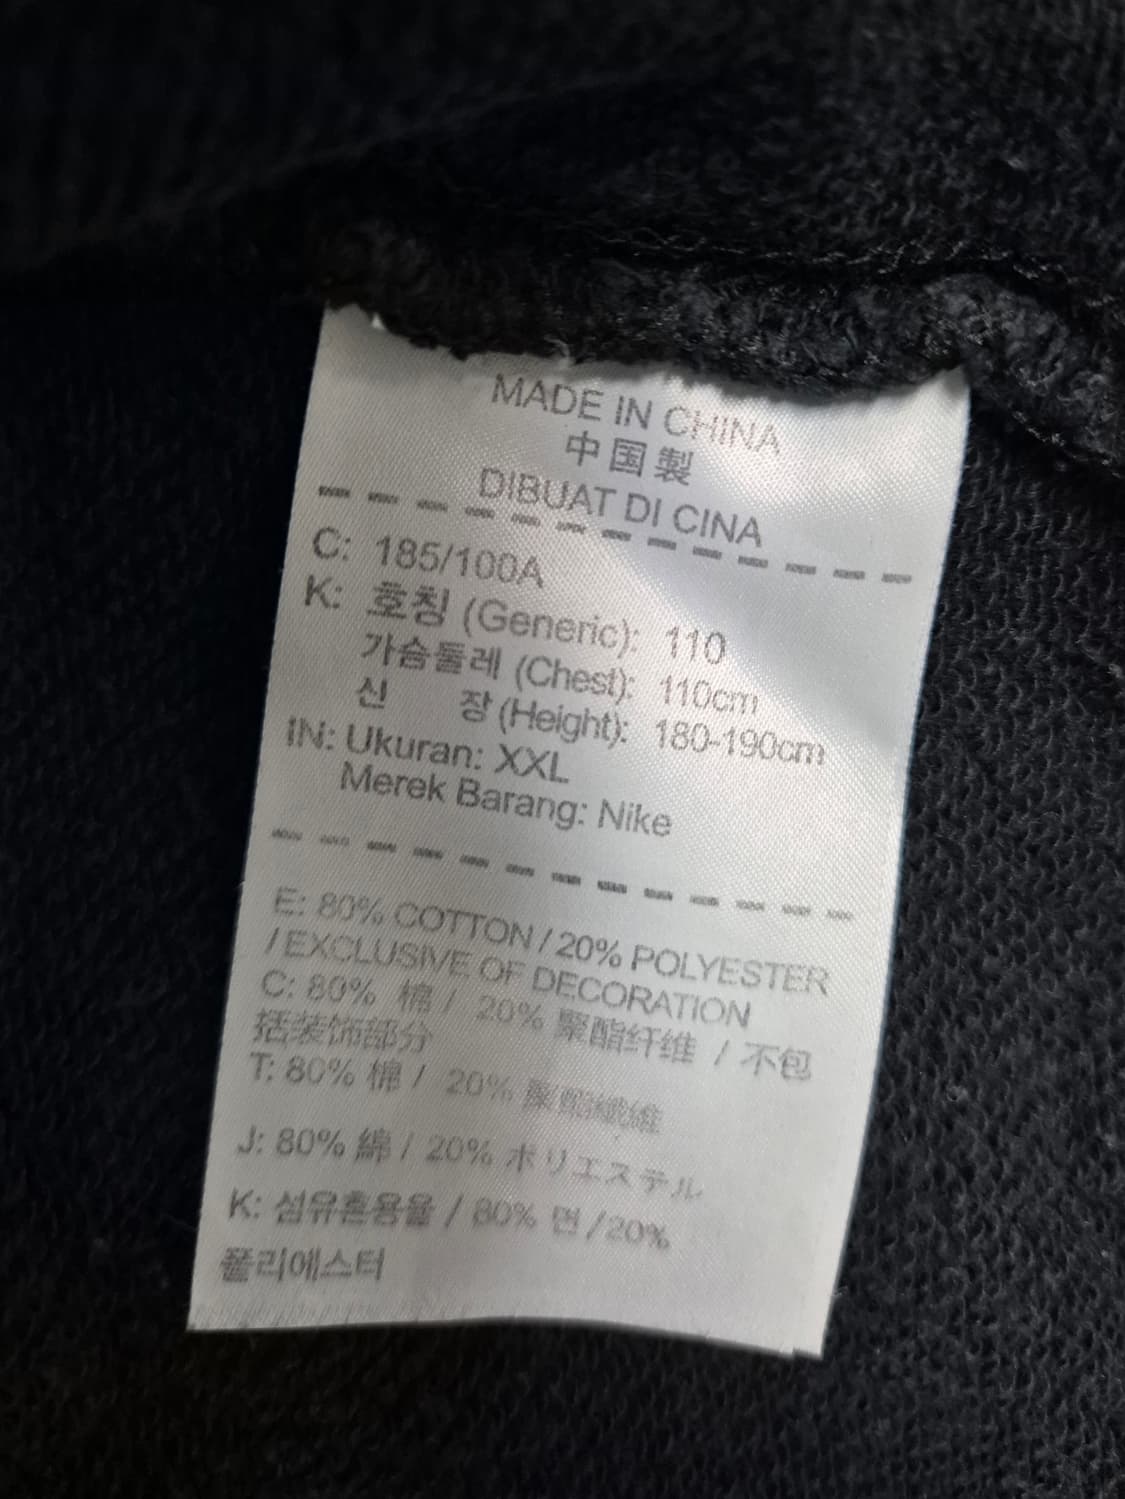 MADE IN CHINA
中国製
DIBUAT DI CINA
C: 185/100A
K: 호칭 (Generic): 110
가슴둘레 (Chest): 110cm
신 장 (Height): 180-190cm
IN: Ukuran: XXL
Merek Barang: Nike
E: 80% COTTON / 20% POLYESTER
/ EXCLUSIVE OF DECORATION
C: 80% 棉 / 20% 聚酯纤维 / 不包
括装饰部分
T: 80% 棉 / 20% 聚酯纖維
J: 80% 綿 / 20% ポリエステル
K: 섬유혼용율 / 80% 면 /20%
폴리에스터